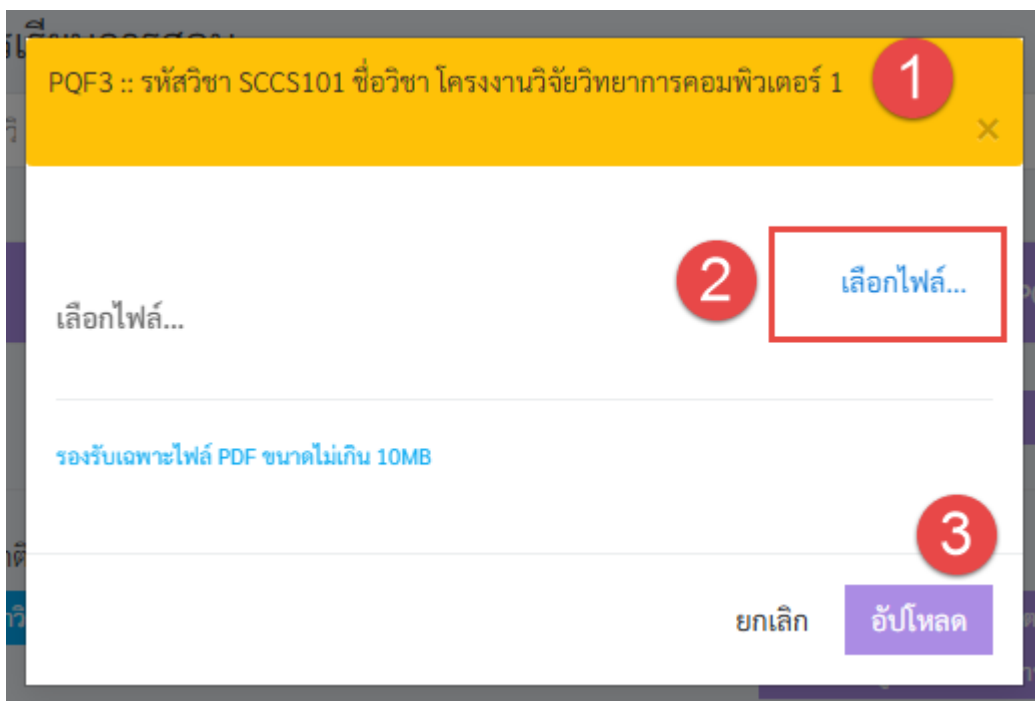 PQF3 :: รหัสวิชา SCCS101 ชื่อวิชา โครงงานวิจัยวิทยาการคอมพิวเตอร์ 1
1
×
2
เลือกไฟล์...
เลือกไฟล์...
รองรับเฉพาะไฟล์ PDF ขนาดไม่เกิน 10MB
3
ยกเลิก
อัปโหลด